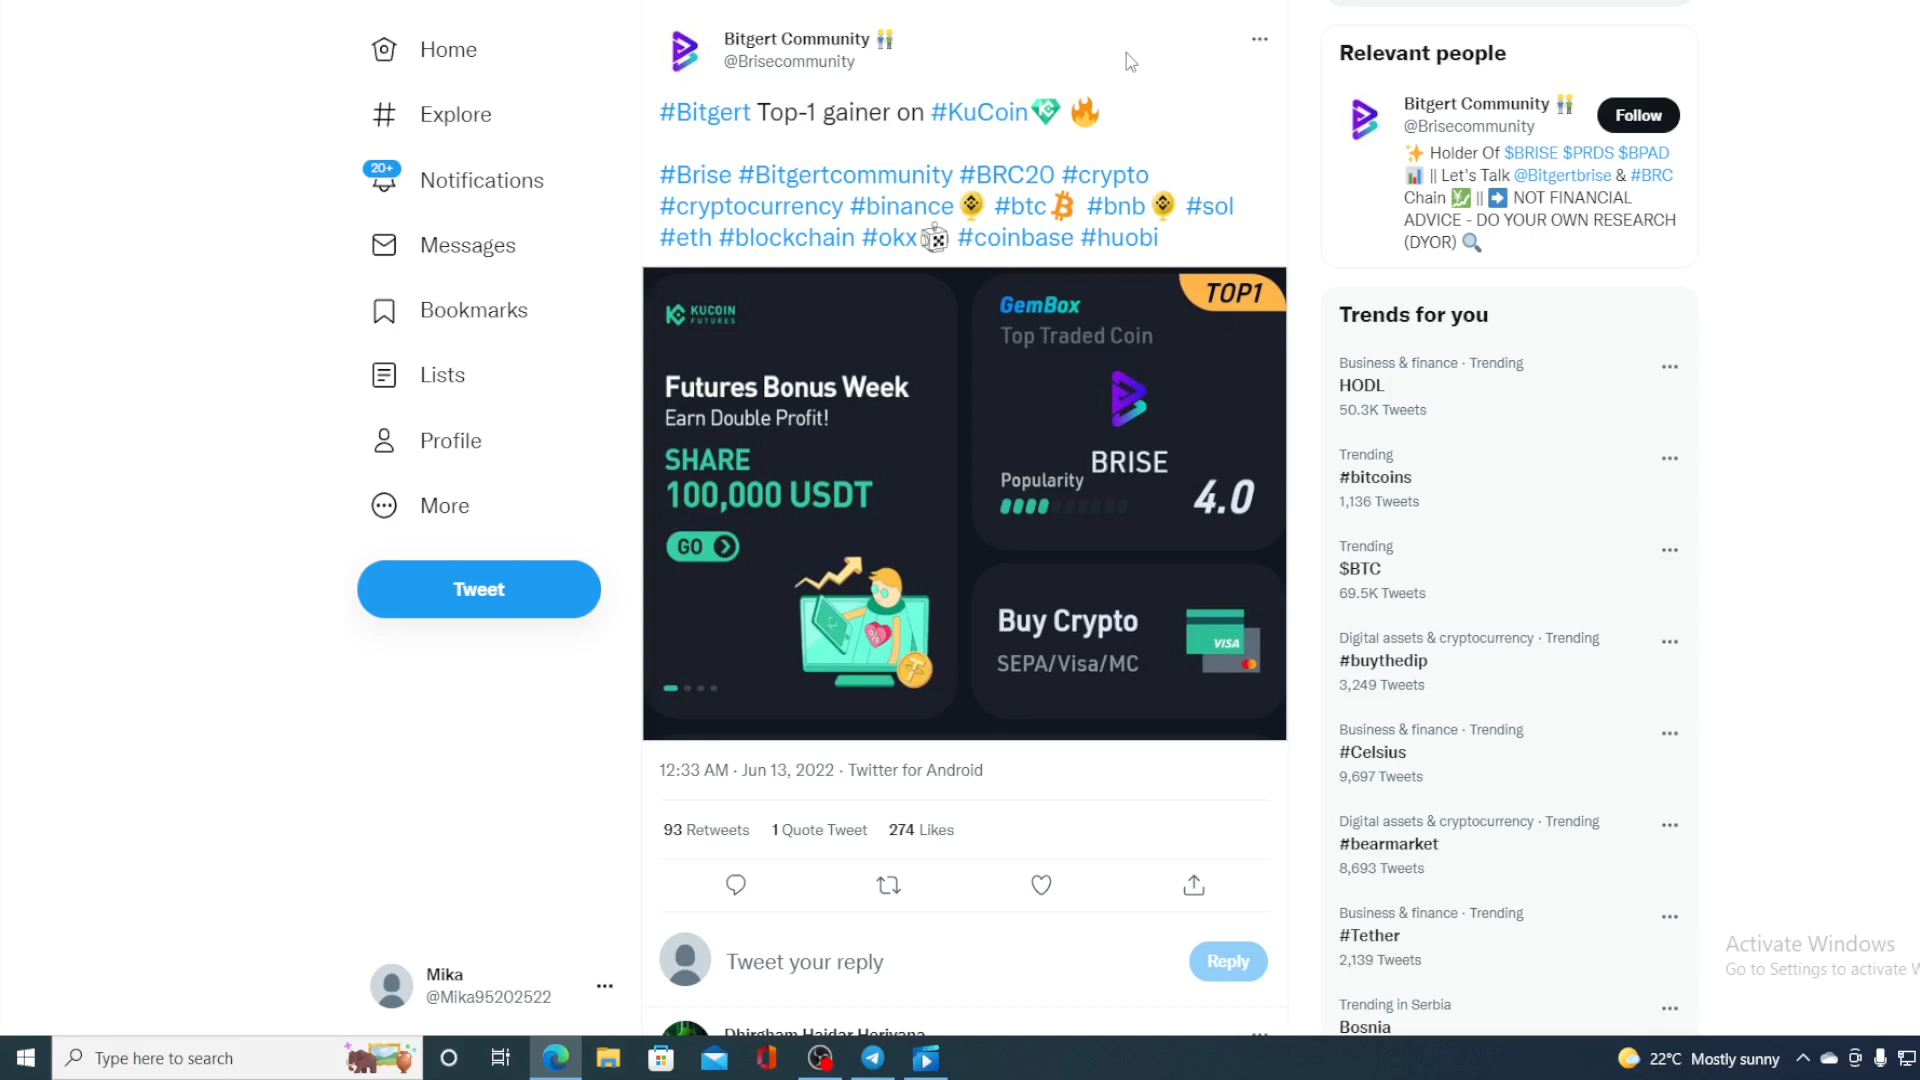 Home
Explore
20+
Notifications
Messages
Bookmarks
Lists
Profile
More
Tweet
Mika
@Mika95202522
Bitgert Community
@Brisecommunity
#Bitgert Top-1 gainer on #KuCoin
#Brise #Bitgertcommunity #BRC20 #crypto
#cryptocurrency #binance #btc #bnb #sol
#eth #blockchain #okx #coinbase #huobi
KUCOIN
FUTURES
Futures Bonus Week
Earn Double Profit!
SHARE
100,000 USDT
GO
TOP1
GemBox
Top Traded Coin
BRISE
Popularity
4.0
Buy Crypto
SEPA/Visa/MC
VISA
12:33 AM · Jun 13, 2022 · Twitter for Android
93 Retweets 1 Quote Tweet 274 Likes
Tweet your reply
Reply
Relevant people
Bitgert Community
@Brisecommunity
Follow
Holder Of $BRISE $PRDS $BPAD
|| Let's Talk @Bitgertbrise & #BRC
Chain || NOT FINANCIAL
ADVICE - DO YOUR OWN RESEARCH
(DYOR)
Trends for you
Business & finance · Trending
HODL
50.3K Tweets
Trending
#bitcoins
1,136 Tweets
Trending
$BTC
69.5K Tweets
Digital assets & cryptocurrency · Trending
#buythedip
3,249 Tweets
Business & finance · Trending
#Celsius
9,697 Tweets
Digital assets & cryptocurrency · Trending
#bearmarket
8,693 Tweets
Business & finance · Trending
#Tether
2,139 Tweets
Trending in Serbia
Bosnia
Activate Windows
Go to Settings to activate W
Type here to search
22°C Mostly sunny